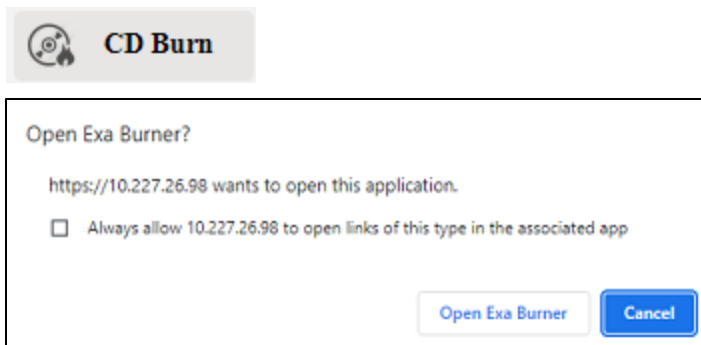 CD Burn
Open Exa Burner?
https://10.227.26.98 wants to open this application.
Always allow 10.227.26.98 to open links of this type in the associated app
Open Exa Burner
Cancel